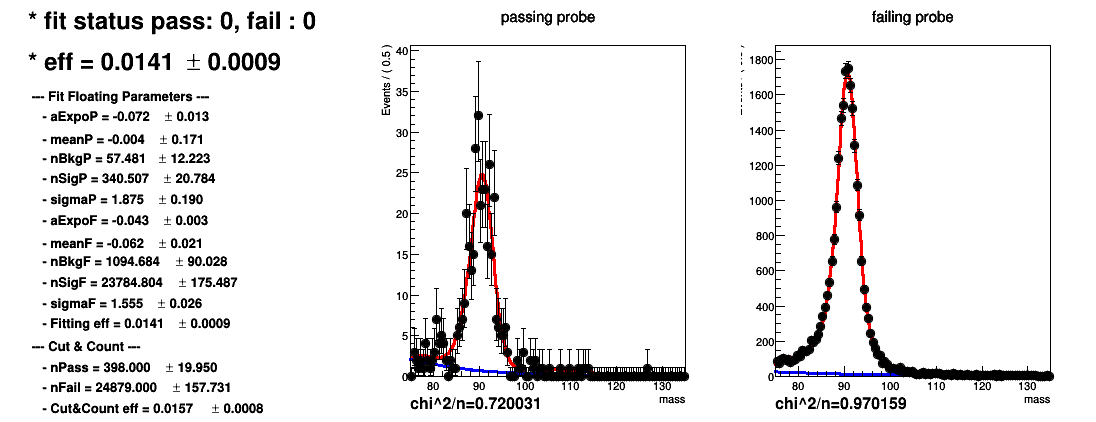 * fit status pass: 0, fail : 0
* eff = 0.0141 ± 0.0009
--- Fit Floating Parameters ---
- aExpoP = -0.072 ± 0.013
- meanP = -0.004 ± 0.171
- nBkgP = 57.481 ± 12.223
- nSigP = 340.507 ± 20.784
- sigmaP = 1.875 ± 0.190
- aExpoF = -0.043 ± 0.003
- meanF = -0.062 ± 0.021
- nBkgF = 1094.684 ± 90.028
- nSigF = 23784.804 ± 175.487
- sigmaF = 1.555 ± 0.026
- Fitting eff = 0.0141 ± 0.0009
--- Cut & Count ---
- nPass = 398.000 ± 19.950
- nFail = 24879.000 ± 157.731
- Cut&Count eff = 0.0157 ± 0.0008
passing probe
Events / ( 0.5 )
40
35
30
25
20
15
10
5
0
80 90 100 110 120 130
mass
chi^2/n=0.720031
failing probe
1800
1600
1400
1200
1000
800
600
400
200
0
80 90 100 110 120 130
mass
chi^2/n=0.970159